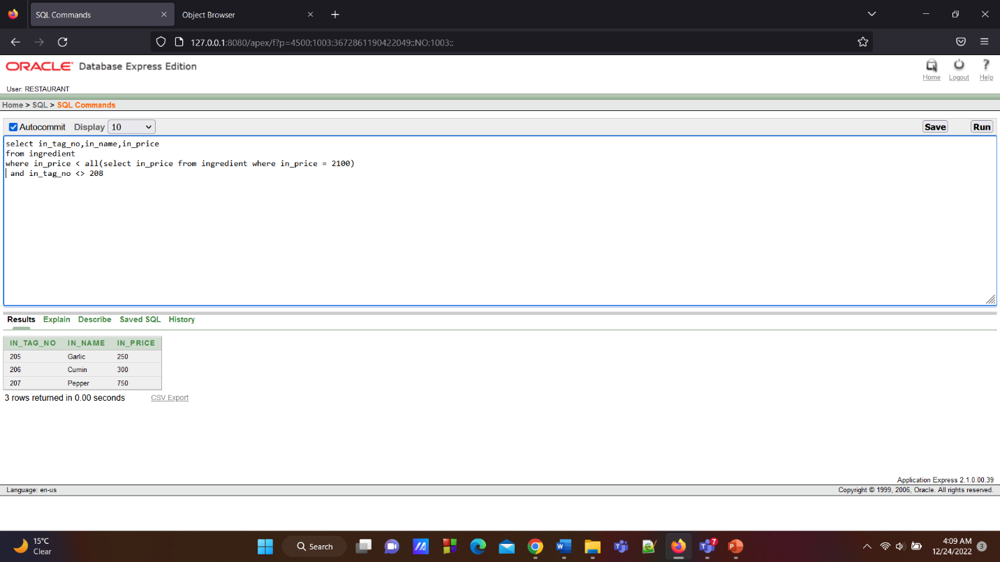 SQL Commands
Object Browser
127.0.0.1:8080/apex/f?p=4500:1003:3672861190422049::NO:1003::
ORACLE Database Express Edition
Home
Logout
Help
User: RESTAURANT
Home > SQL > SQL Commands
Autocommit Display 10
Save
Run
select in_tag_no,in_name,in_price
from ingredient
where in_price < all(select in_price from ingredient where in_price = 2100)
and in_tag_no <> 208
Results Explain Describe Saved SQL History
IN_TAG_NO IN_NAME IN_PRICE
205 Garlic 250
206 Cumin 300
207 Pepper 750
3 rows returned in 0.00 seconds CSV Export
Application Express 2.1.0.00.39
Language: en-us Copyright © 1999, 2006, Oracle. All rights reserved.
15°C
Clear
Search
7
4:09 AM
12/24/2022
3